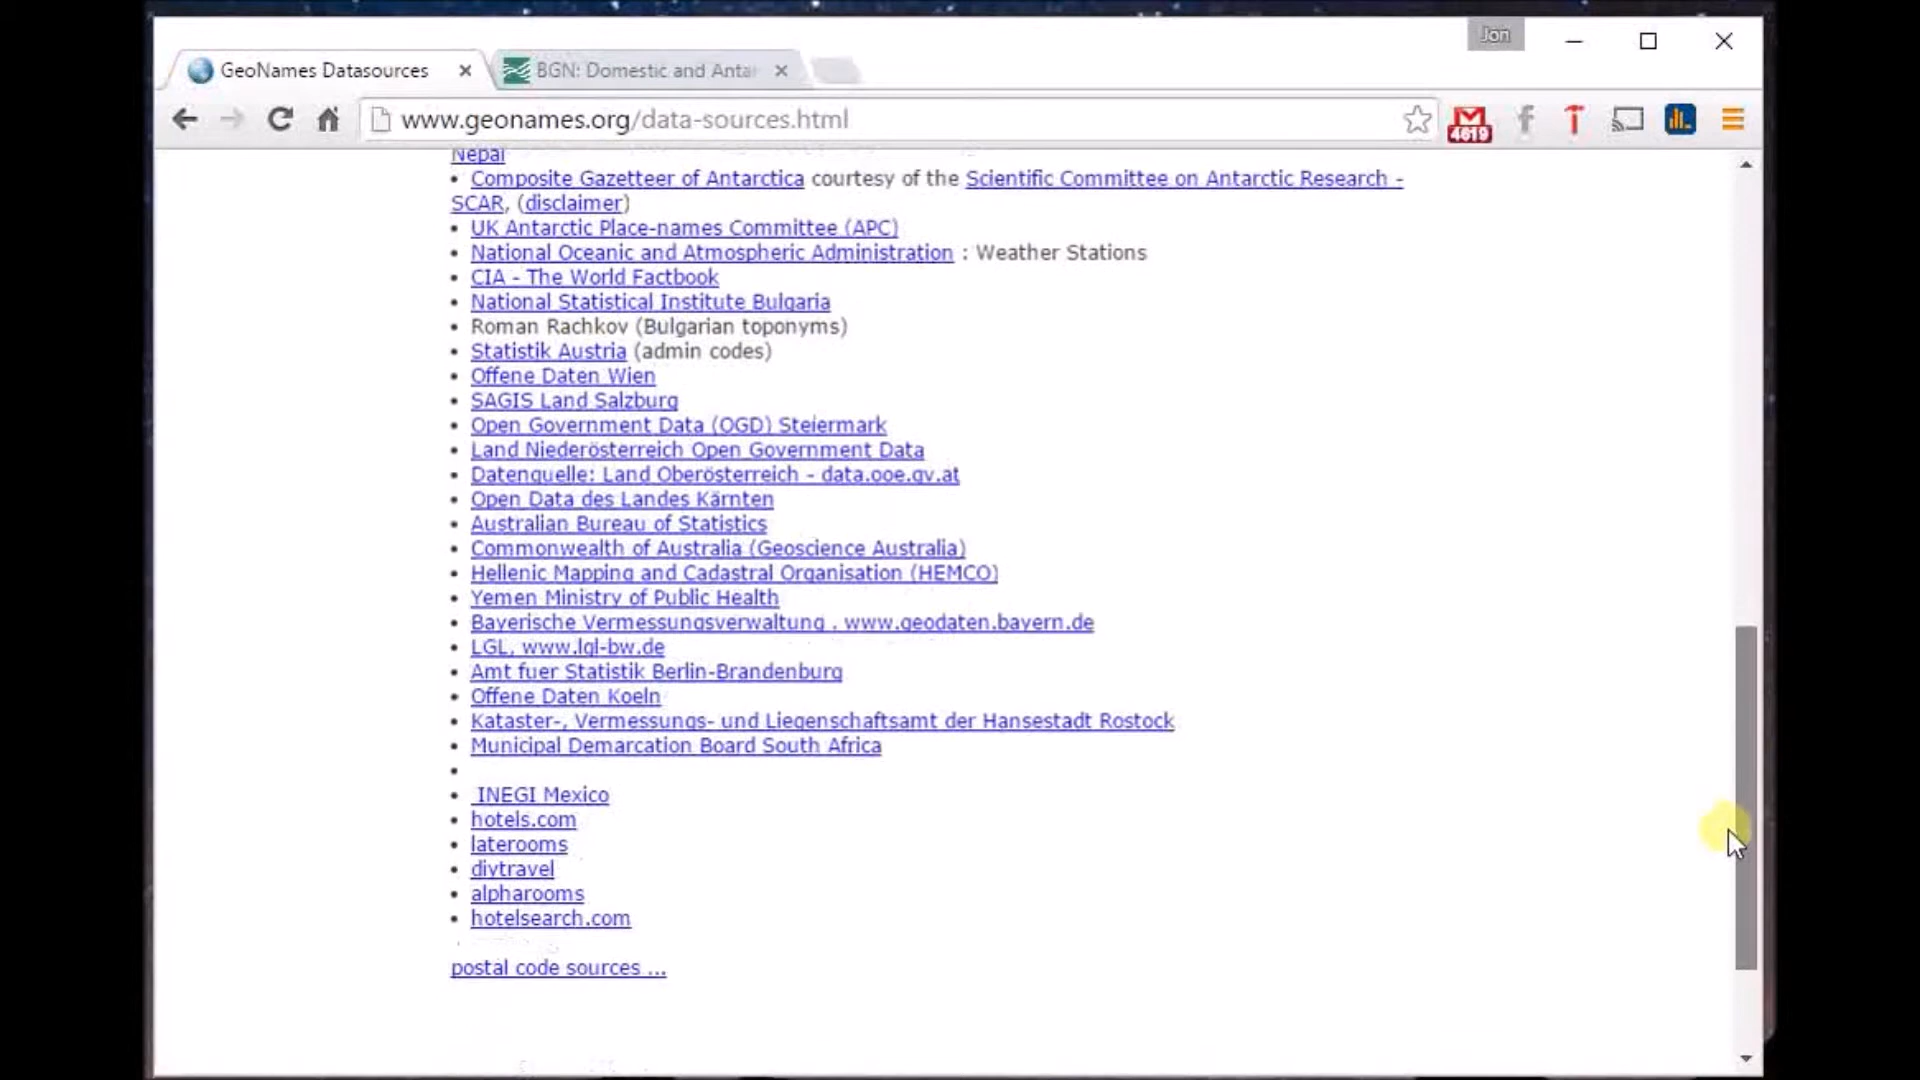 Jon
GeoNames Datasources
BGN: Domestic and Antar
www.geonames.org/data-sources.html
4619
Nepal
• Composite Gazetteer of Antarctica courtesy of the Scientific Committee on Antarctic Research -
SCAR, (disclaimer)
• UK Antarctic Place-names Committee (APC)
• National Oceanic and Atmospheric Administration : Weather Stations
• CIA - The World Factbook
• National Statistical Institute Bulgaria
• Roman Rachkov (Bulgarian toponyms)
• Statistik Austria (admin codes)
• Offene Daten Wien
• SAGIS Land Salzburg
• Open Government Data (OGD) Steiermark
• Land Niederösterreich Open Government Data
• Datenquelle: Land Oberösterreich - data.ooe.gv.at
• Open Data des Landes Kärnten
• Australian Bureau of Statistics
• Commonwealth of Australia (Geoscience Australia)
• Hellenic Mapping and Cadastral Organisation (HEMCO)
• Yemen Ministry of Public Health
• Bayerische Vermessungsverwaltung . www.geodaten.bayern.de
• LGL, www.lgl-bw.de
• Amt fuer Statistik Berlin-Brandenburg
• Offene Daten Koeln
• Kataster-, Vermessungs- und Liegenschaftsamt der Hansestadt Rostock
• Municipal Demarcation Board South Africa
•
• INEGI Mexico
• hotels.com
• laterooms
• divtravel
• alpharooms
• hotelsearch.com
postal code sources ...